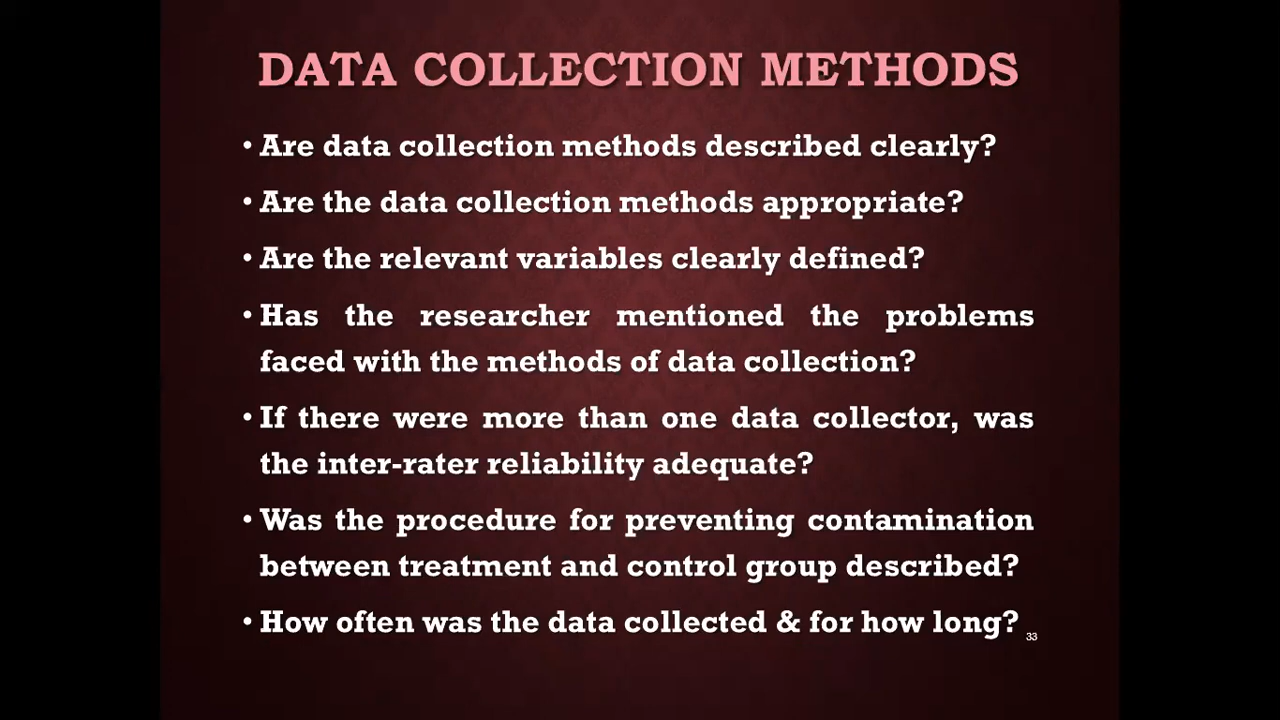 DATA COLLECTION METHODS
• Are data collection methods described clearly?
• Are the data collection methods appropriate?
• Are the relevant variables clearly defined?
• Has the researcher mentioned the problems
faced with the methods of data collection?
• If there were more than one data collector, was
the inter-rater reliability adequate?
• Was the procedure for preventing contamination
between treatment and control group described?
• How often was the data collected & for how long?
33